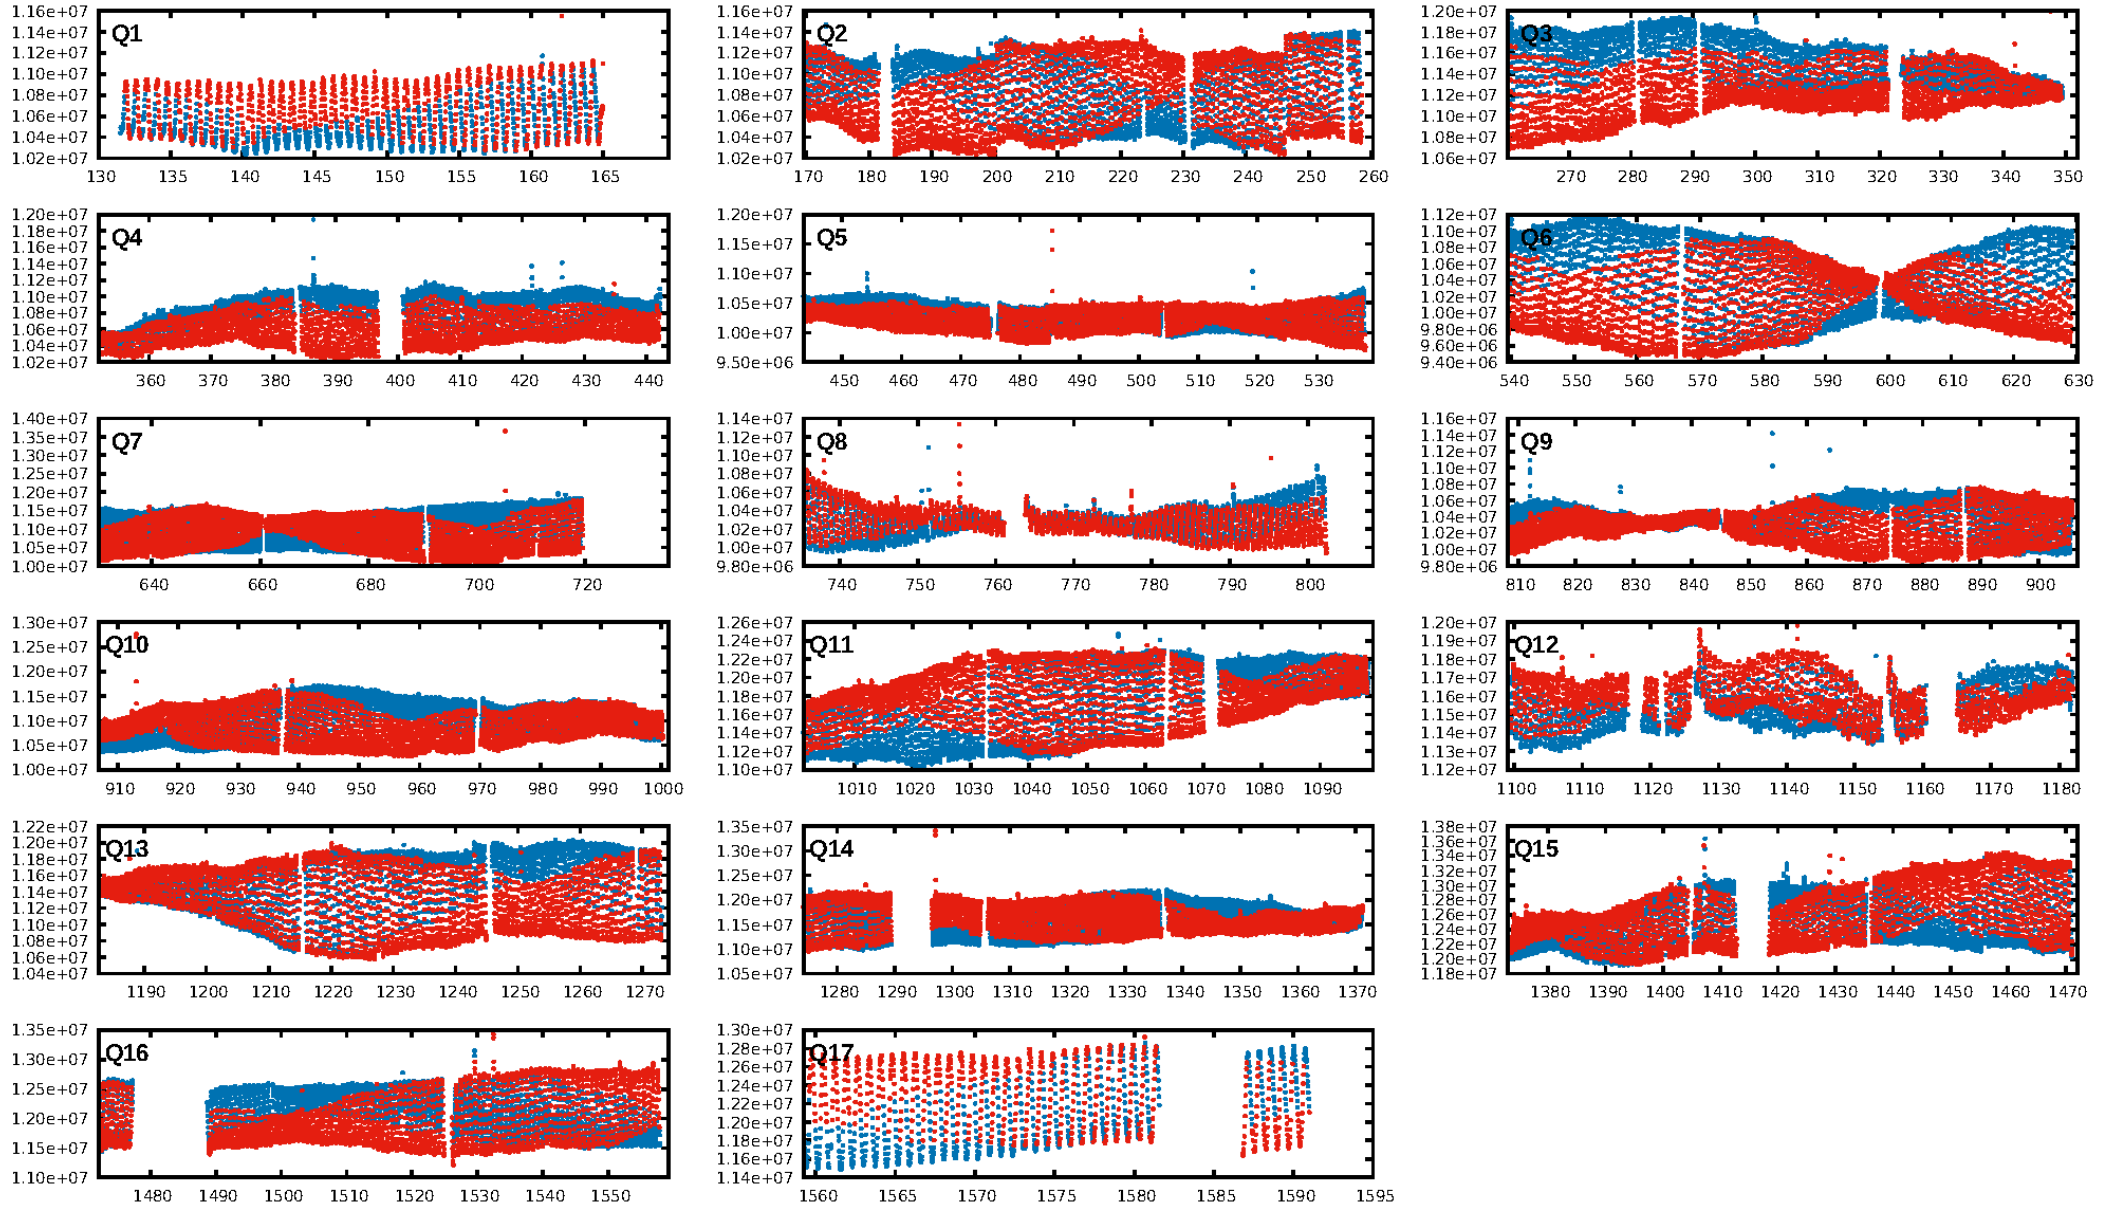 1.16e+07
1.14e+07
1.12e+07
1.10e+07
1.08e+07
1.06e+07
1.04e+07
1.02e+07
Q1
130 135 140 145 150 155 160 165
1.16e+07
1.14e+07
1.12e+07
1.10e+07
1.08e+07
1.06e+07
1.04e+07
1.02e+07
Q2
170 180 190 200 210 220 230 240 250 260
1.20e+07
1.18e+07
1.16e+07
1.14e+07
1.12e+07
1.10e+07
1.08e+07
1.06e+07
Q3
270 280 290 300 310 320 330 340 350
1.20e+07
1.18e+07
1.16e+07
1.14e+07
1.12e+07
1.10e+07
1.08e+07
1.06e+07
1.04e+07
1.02e+07
Q4
360 370 380 390 400 410 420 430 440
1.20e+07
1.15e+07
1.10e+07
1.05e+07
1.00e+07
9.50e+06
Q5
450 460 470 480 490 500 510 520 530
1.12e+07
1.10e+07
1.08e+07
1.06e+07
1.04e+07
1.02e+07
1.00e+07
9.80e+06
9.60e+06
9.40e+06
Q6
540 550 560 570 580 590 600 610 620 630
1.40e+07
1.35e+07
1.30e+07
1.25e+07
1.20e+07
1.15e+07
1.10e+07
1.05e+07
1.00e+07
Q7
640 660 680 700 720
1.14e+07
1.12e+07
1.10e+07
1.08e+07
1.06e+07
1.04e+07
1.02e+07
1.00e+07
9.80e+06
Q8
740 750 760 770 780 790 800
1.16e+07
1.14e+07
1.12e+07
1.10e+07
1.08e+07
1.06e+07
1.04e+07
1.02e+07
1.00e+07
9.80e+06
Q9
810 820 830 840 850 860 870 880 890 900
1.30e+07
1.25e+07
1.20e+07
1.15e+07
1.10e+07
1.05e+07
1.00e+07
Q10
910 920 930 940 950 960 970 980 990 1000
1.26e+07
1.24e+07
1.22e+07
1.20e+07
1.18e+07
1.16e+07
1.14e+07
1.12e+07
1.10e+07
Q11
1010 1020 1030 1040 1050 1060 1070 1080 1090
1.20e+07
1.19e+07
1.18e+07
1.17e+07
1.16e+07
1.15e+07
1.14e+07
1.13e+07
1.12e+07
Q12
1100 1110 1120 1130 1140 1150 1160 1170 1180
1.22e+07
1.20e+07
1.18e+07
1.16e+07
1.14e+07
1.12e+07
1.10e+07
1.08e+07
1.06e+07
1.04e+07
Q13
1190 1200 1210 1220 1230 1240 1250 1260 1270
1.35e+07
1.30e+07
1.25e+07
1.20e+07
1.15e+07
1.10e+07
1.05e+07
Q14
1280 1290 1300 1310 1320 1330 1340 1350 1360 1370
1.38e+07
1.36e+07
1.34e+07
1.32e+07
1.30e+07
1.28e+07
1.26e+07
1.24e+07
1.22e+07
1.20e+07
1.18e+07
Q15
1380 1390 1400 1410 1420 1430 1440 1450 1460 1470
1.35e+07
1.30e+07
1.25e+07
1.20e+07
1.15e+07
1.10e+07
Q16
1480 1490 1500 1510 1520 1530 1540 1550
1.30e+07
1.28e+07
1.26e+07
1.24e+07
1.22e+07
1.20e+07
1.18e+07
1.16e+07
1.14e+07
Q17
1560 1565 1570 1575 1580 1585 1590 1595